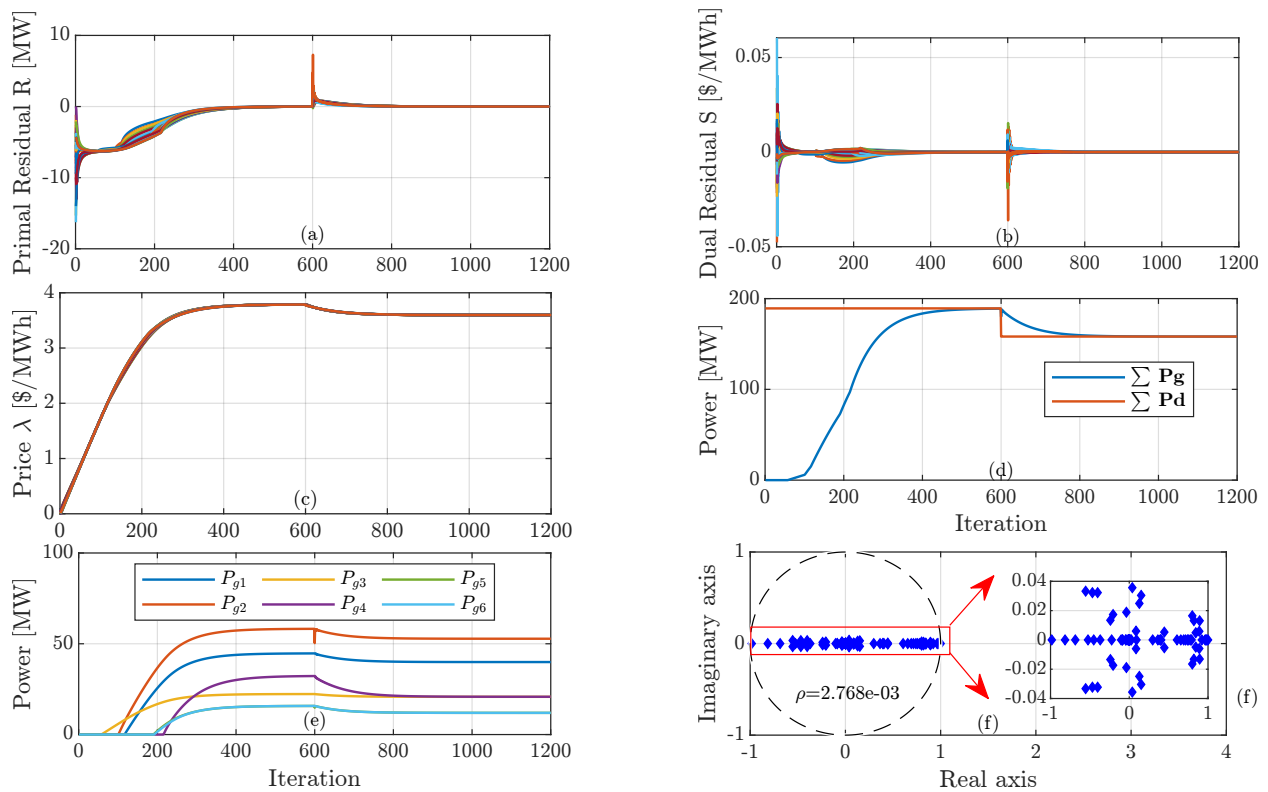 Primal Residual R [MW]
10
0
-10
-20
(a)
0 200 400 600 800 1000 1200
Dual Residual S [$/MWh]
0.05
0
-0.05
(b)
0 200 400 600 800 1000 1200
Price λ [$/MWh]
4
3
2
1
0
(c)
0 200 400 600 800 1000 1200
Power [MW]
200
100
0
∑ Pg
∑ Pd
(d)
0 200 400 600 800 1000 1200
Iteration
Power [MW]
100
50
0
Pg1 Pg3 Pg5
Pg2 Pg4 Pg6
(e)
0 200 400 600 800 1000 1200
Iteration
Imaginary axis
1
0
-1
ρ=2.768e-03
0.04
0.02
0
-0.02
-0.04
-1 0 1
(f)
(f)
-1 0 1 2 3 4
Real axis